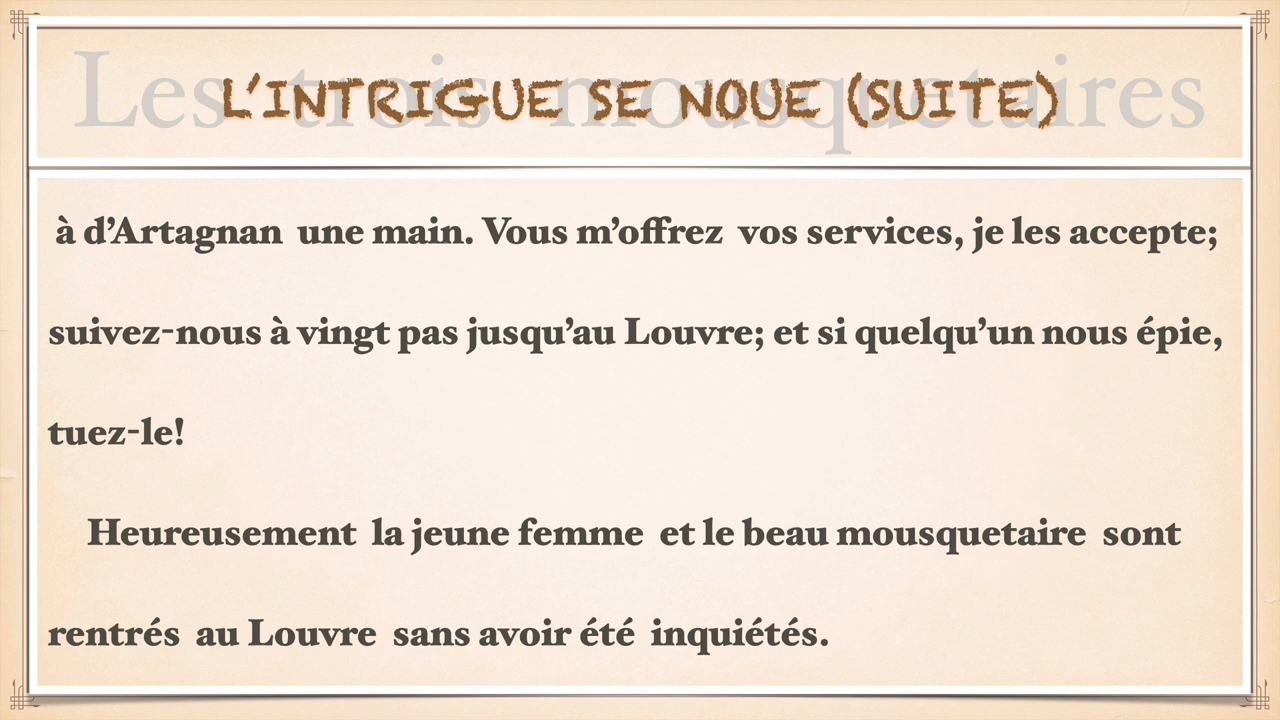 Les trois mousquetaires
L'INTRIGUE SE NOUE (SUITE)
à d'Artagnan une main. Vous m'offrez vos services, je les accepte;
suivez-nous à vingt pas jusqu'au Louvre; et si quelqu'un nous épie,
tuez-le!
Heureusement la jeune femme et le beau mousquetaire sont
rentrés au Louvre sans avoir été inquiétés.